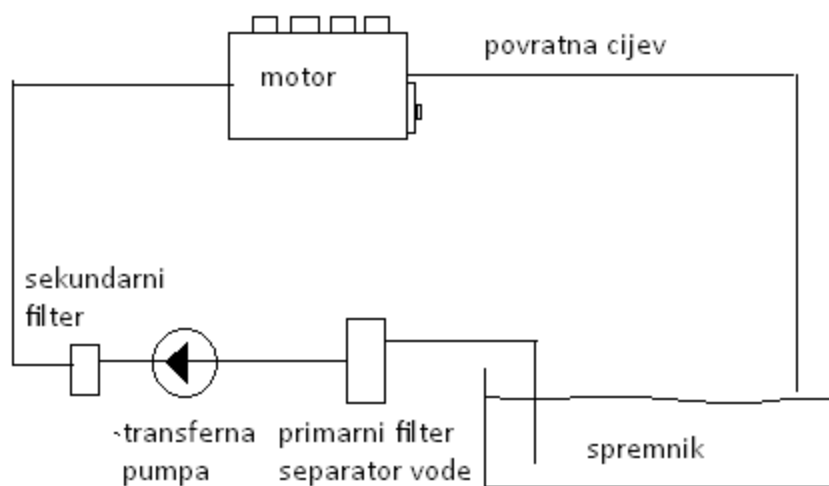 povratna cijev
motor
sekundarni
filter
-transferna
pumpa
primarni filter
separator vode
spremnik